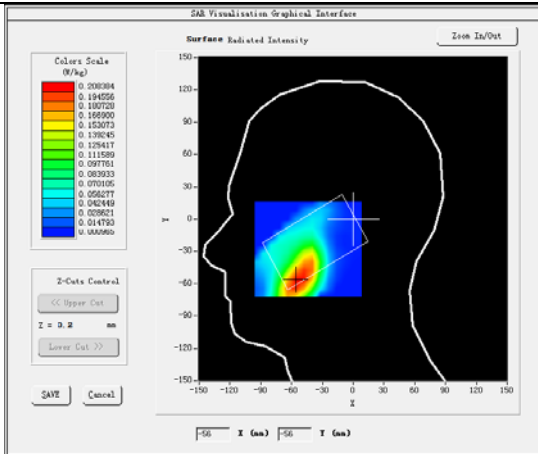 SAR Visualisation Graphical Interface
Surface Radiated Intensity
Zoom In/Out
Colors Scale
(W/kg)
0.208384
0.194556
0.180728
0.166900
0.153073
0.139245
0.125417
0.111589
0.097761
0.083933
0.070105
0.056277
0.042449
0.028621
0.014793
0.000965
150
120
90
60
30
0
-30
-60
-90
-120
-150
Y
-150 -120 -90 -60 -30 0 30 60 90 120 150
X
Z-Cuts Control
<< Upper Cut
Z = 3.2 mm
Lower Cut >>
SAVE
Cancel
-56 X (mm) -56 Y (mm)